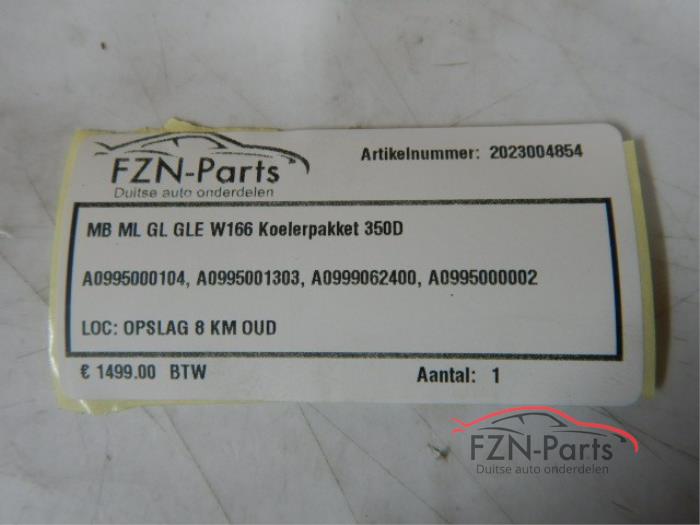 FZN-Parts
Duitse auto onderdelen
Artikelnummer: 2023004854
MB ML GL GLE W166 Koelerpakket 350D
A0995000104, A0995001303, A0999062400, A0995000002
LOC: OPSLAG 8 KM OUD
€ 1499.00 BTW
Aantal: 1
FZN-Parts
Duitse auto onderdelen